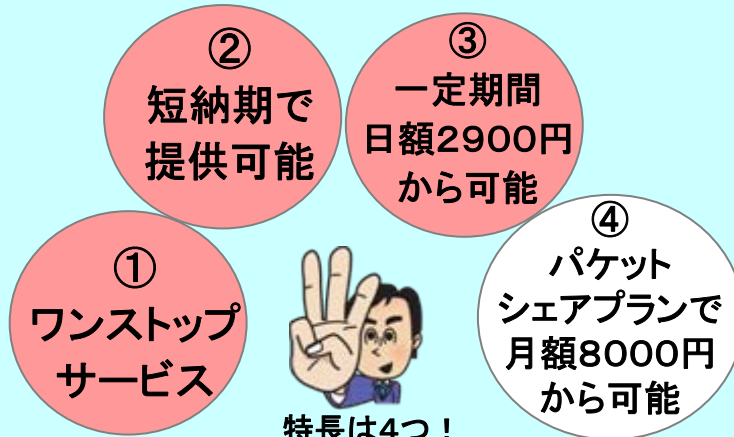 ①
ワンストップ
サービス
②
短納期で
提供可能
③
一定期間
日額2900円
から可能
④
パケット
シェアプランで
月額8000円
から可能
特長は4つ！